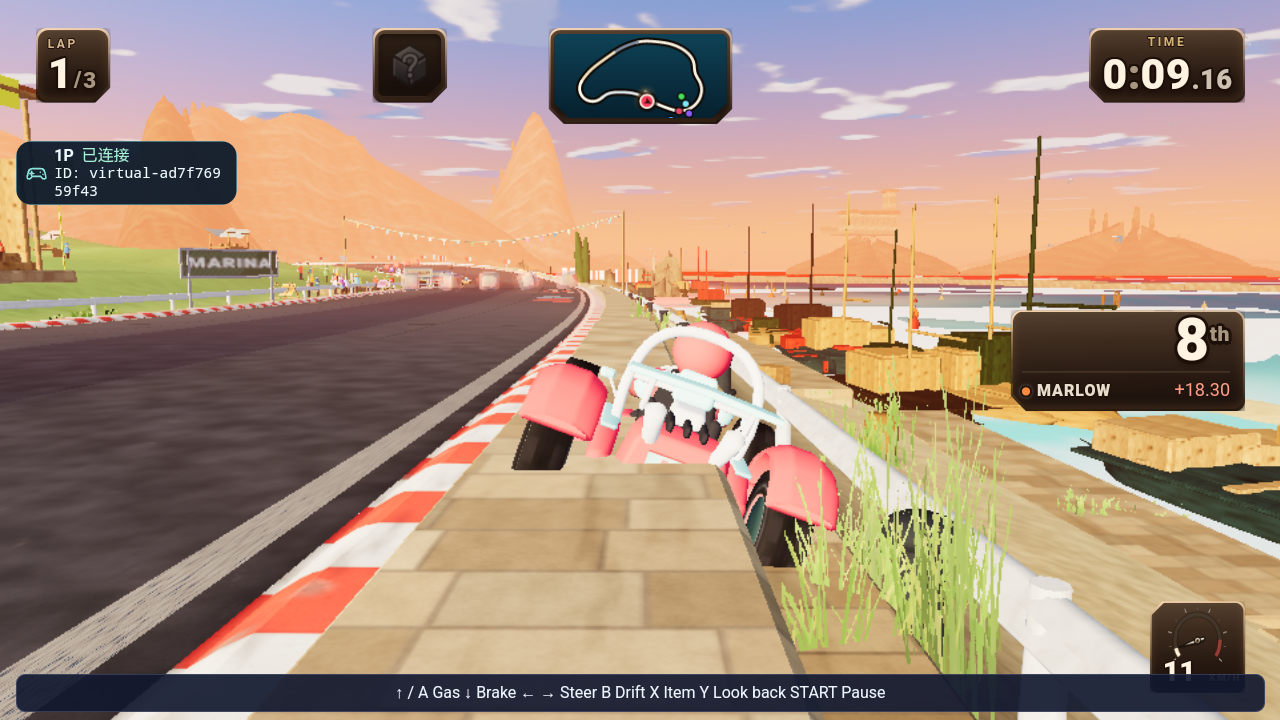 LAP
1/3
?
TIME
0:09.16
1P 已连接
ID: virtual-ad7f769
59f43
MARINA
8th
MARLOW +18.30
11
KM/H
↑ / A Gas ↓ Brake ← → Steer B Drift X Item Y Look back START Pause